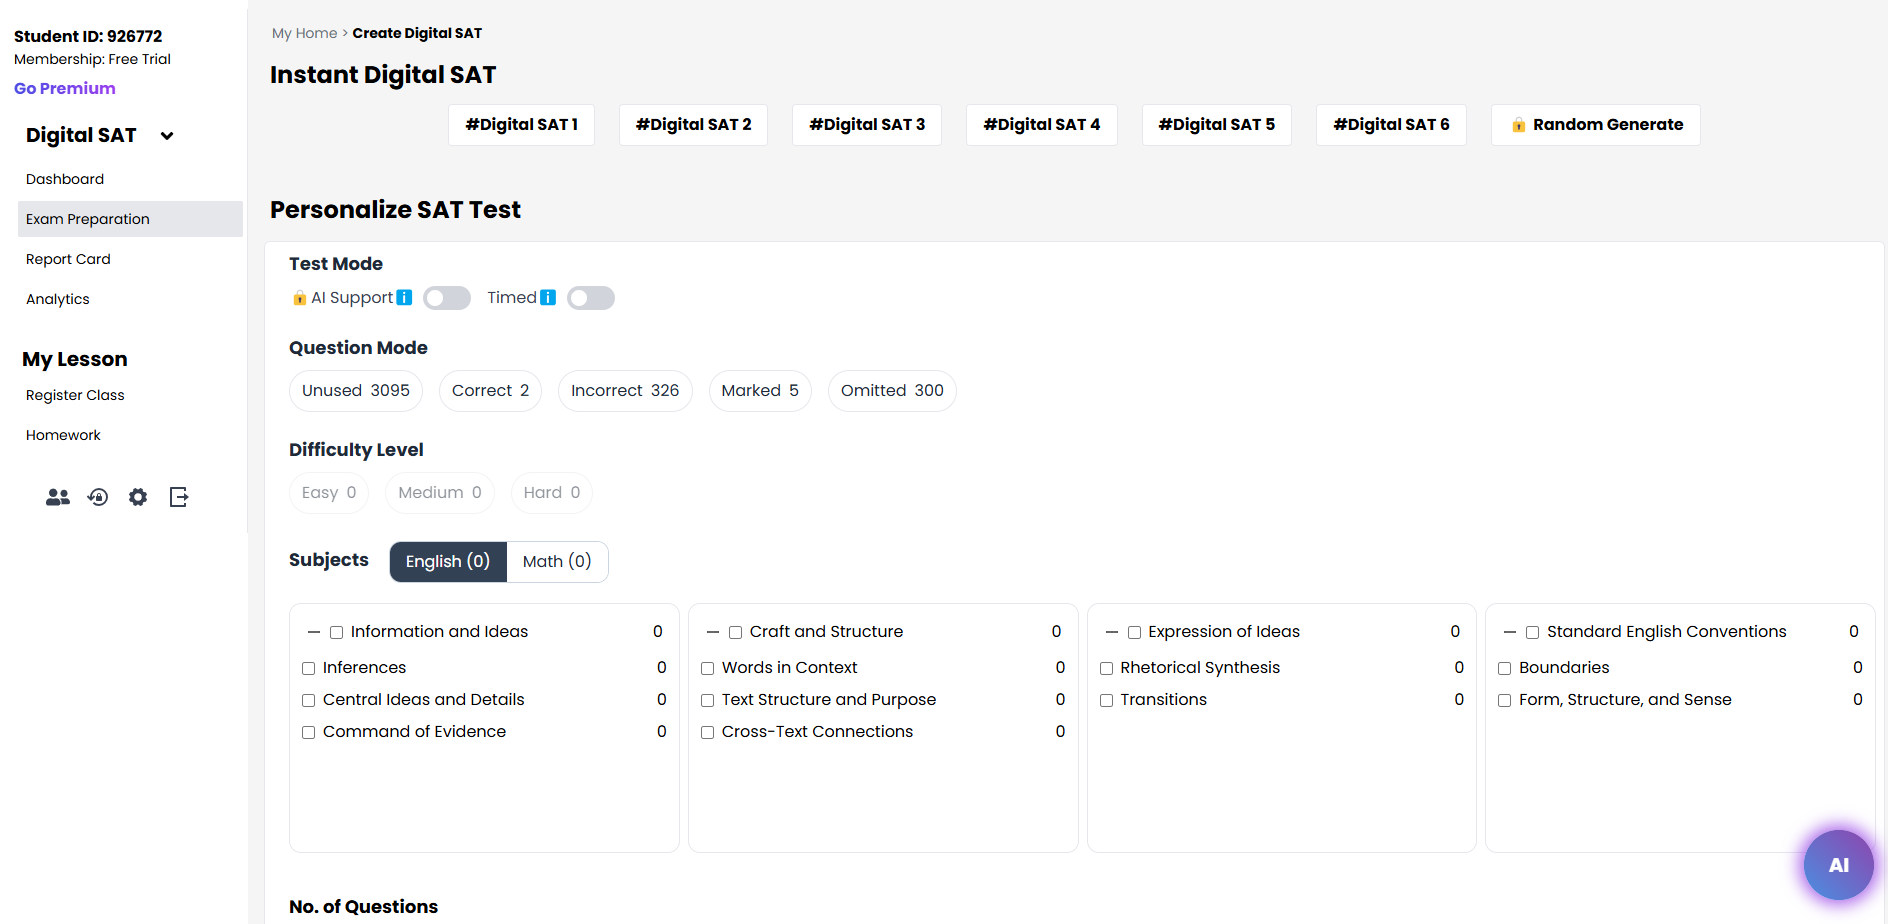 Student ID: 926772
Membership: Free Trial
Go Premium
Digital SAT
Dashboard
Exam Preparation
Report Card
Analytics
My Lesson
Register Class
Homework
My Home > Create Digital SAT
Instant Digital SAT
#Digital SAT 1 #Digital SAT 2 #Digital SAT 3 #Digital SAT 4 #Digital SAT 5 #Digital SAT 6 🔒 Random Generate
Personalize SAT Test
Test Mode
🔒 AI Support ℹ️ Timed ℹ️
Question Mode
Unused 3095 Correct 2 Incorrect 326 Marked 5 Omitted 300
Difficulty Level
Easy 0 Medium 0 Hard 0
Subjects English (0) Math (0)
Information and Ideas 0
Inferences 0
Central Ideas and Details 0
Command of Evidence 0
Craft and Structure 0
Words in Context 0
Text Structure and Purpose 0
Cross-Text Connections 0
Expression of Ideas 0
Rhetorical Synthesis 0
Transitions 0
Standard English Conventions 0
Boundaries 0
Form, Structure, and Sense 0
AI
No. of Questions